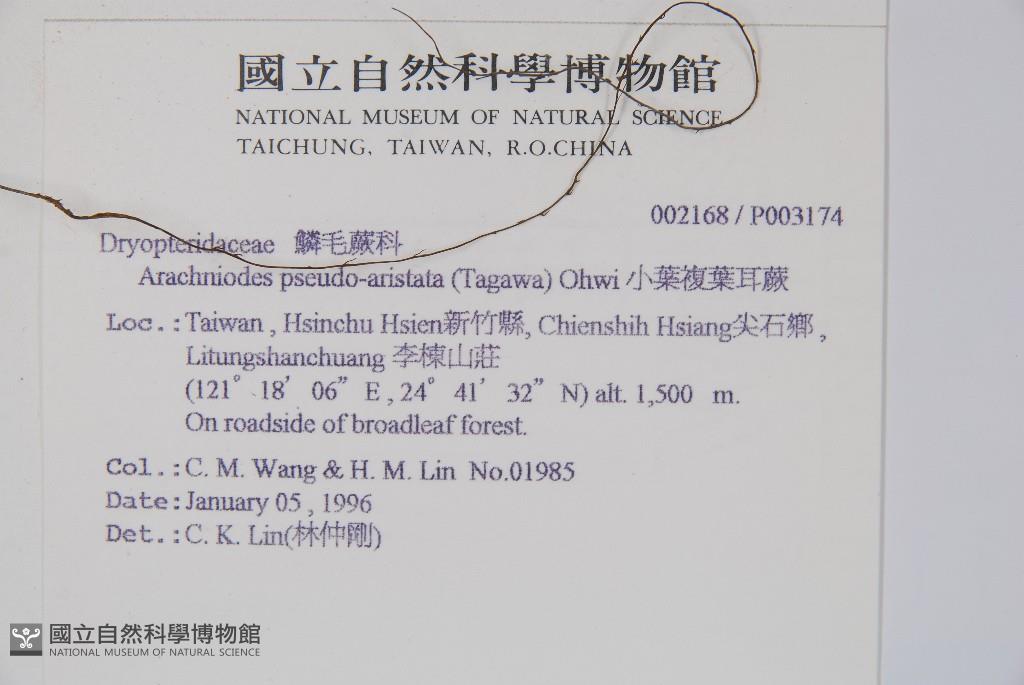 國立自然科學博物館
NATIONAL MUSEUM OF NATURAL SCIENCE
TAICHUNG, TAIWAN, R.O.CHINA
002168 / P003174
Dryopteridaceae 鱗毛蕨科
Arachniodes pseudo-aristata (Tagawa) Ohwi 小葉複葉耳蕨
Loc.:Taiwan , Hsinchu Hsien新竹縣, Chienshih Hsiang尖石鄉 ,
Litungshanchuang 李棟山莊
(121° 18′ 06” E , 24° 41′ 32” N) alt. 1,500 m.
On roadside of broadleaf forest.
Col.:C. M. Wang & H. M. Lin No.01985
Date:January 05 , 1996
Det.:C. K. Lin(林仲剛)
國立自然科學博物館
NATIONAL MUSEUM OF NATURAL SCIENCE